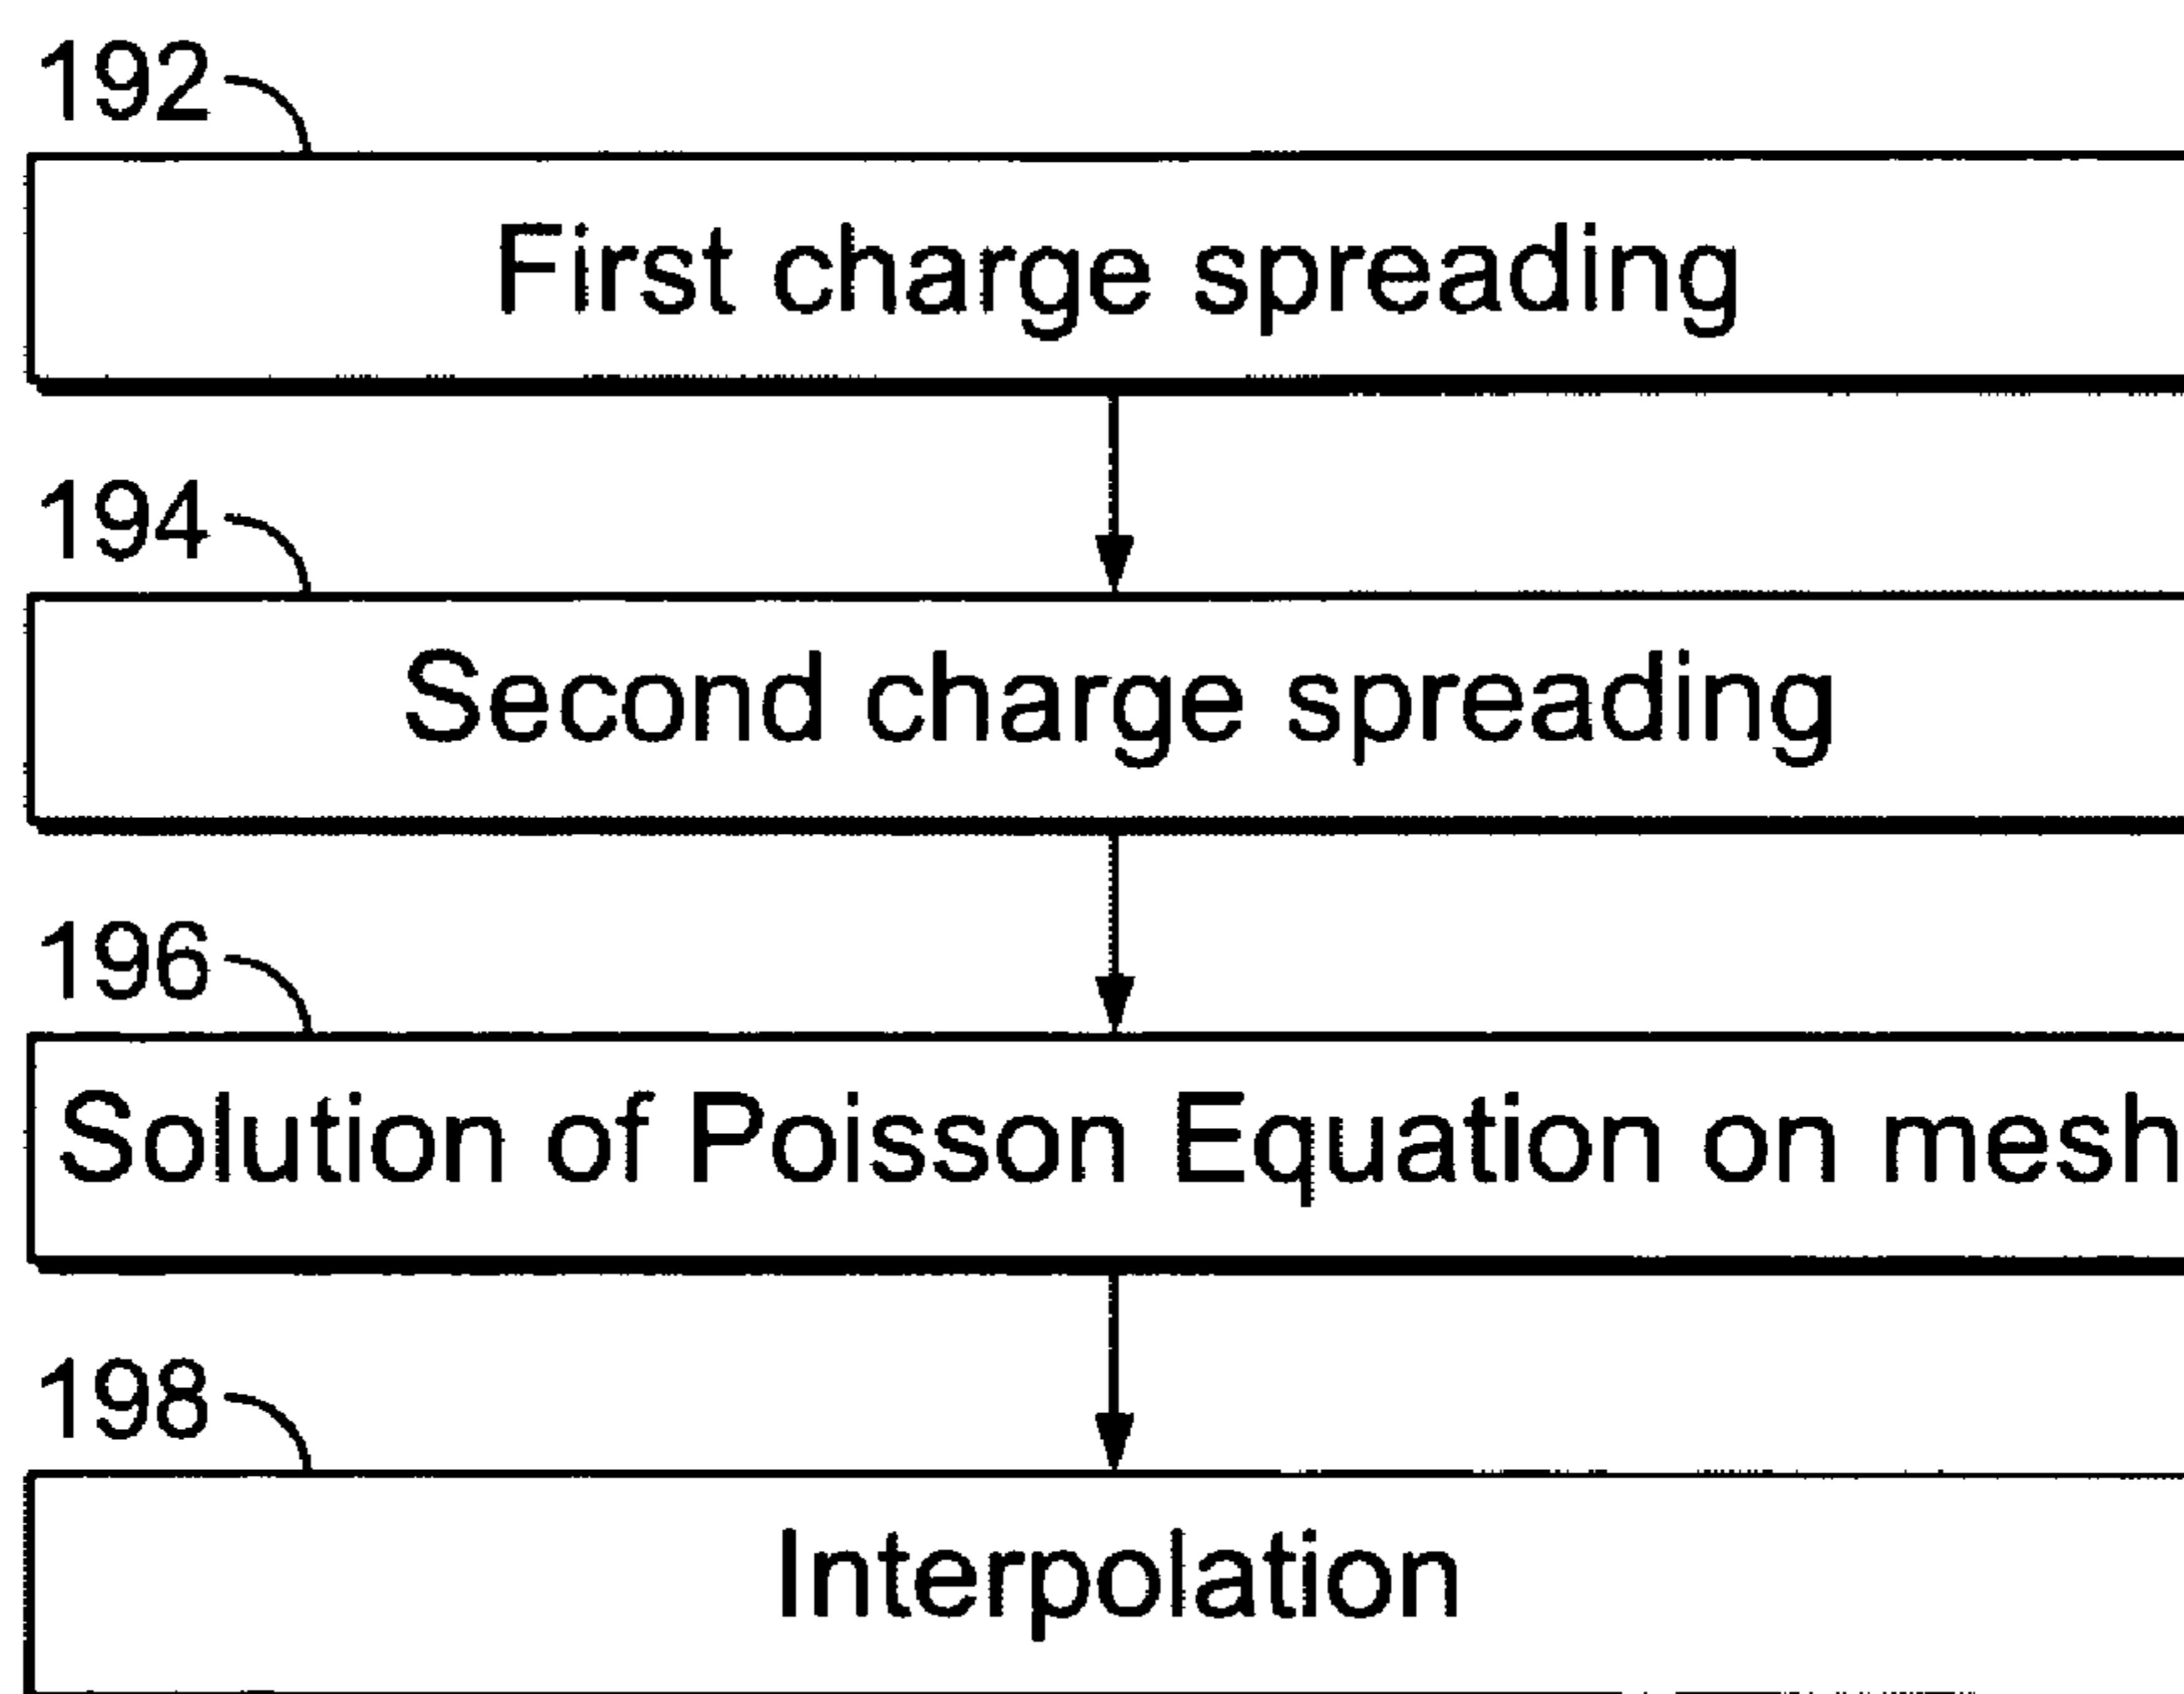 192
First charge spreading
194
Second charge spreading
196
Solution of Poisson Equation on mesh
198
Interpolation